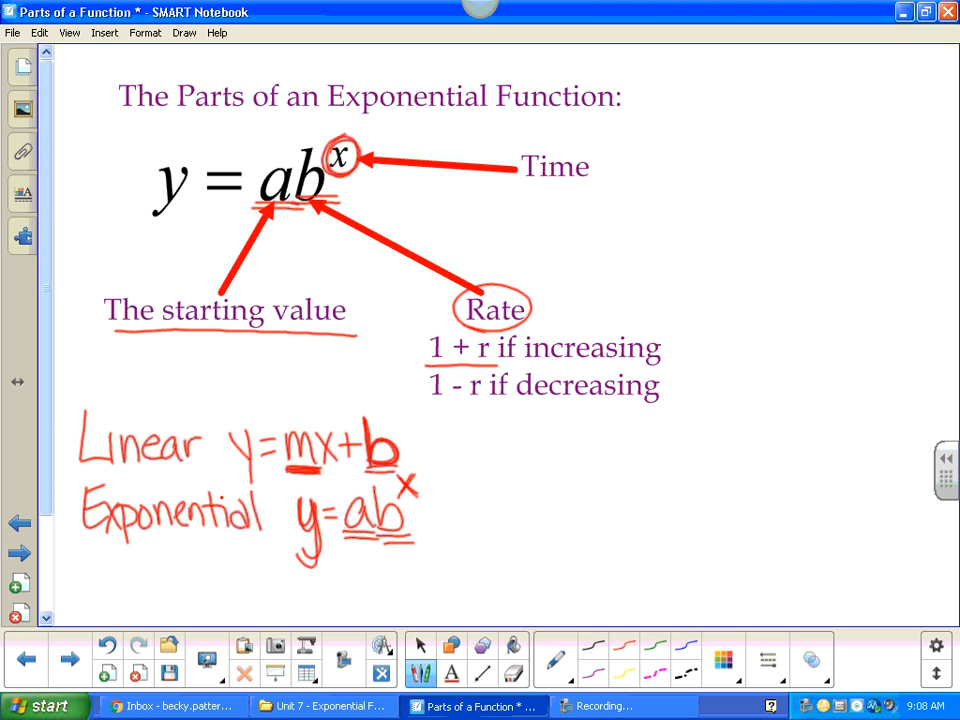 Parts of a Function * - SMART Notebook
File Edit View Insert Format Draw Help
The Parts of an Exponential Function:
y = ab^x
Time
The starting value
Rate
1 + r if increasing
1 - r if decreasing
Linear y=mx+b
Exponential y=ab^x
start
Inbox - becky.patter...
Unit 7 - Exponential F...
Parts of a Function * ...
Recording...
9:08 AM